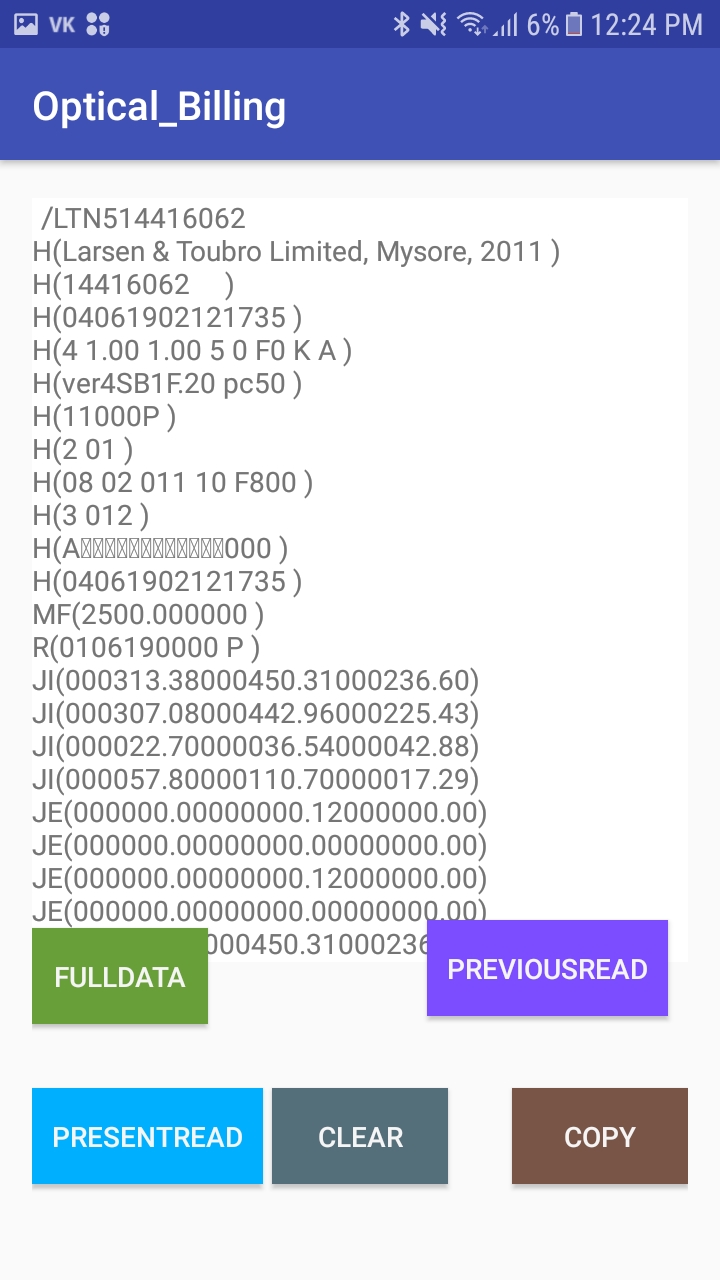 VK 6% 12:24 PM
Optical_Billing
/LTN514416062
H(Larsen & Toubro Limited, Mysore, 2011 )
H(14416062 )
H(04061902121735 )
H(4 1.00 1.00 5 0 F0 K A )
H(ver4SB1F.20 pc50 )
H(11000P )
H(2 01 )
H(08 02 011 10 F800 )
H(3 012 )
H(A000 )
H(04061902121735 )
MF(2500.000000 )
R(0106190000 P )
JI(000313.38000450.31000236.60)
JI(000307.08000442.96000225.43)
JI(000022.70000036.54000042.88)
JI(000057.80000110.70000017.29)
JE(000000.00000000.12000000.00)
JE(000000.00000000.00000000.00)
JE(000000.00000000.12000000.00)
JE(000000.00000000.00000000.00)
000450.31000236
FULLDATA PREVIOUSREAD
PRESENTREAD CLEAR COPY